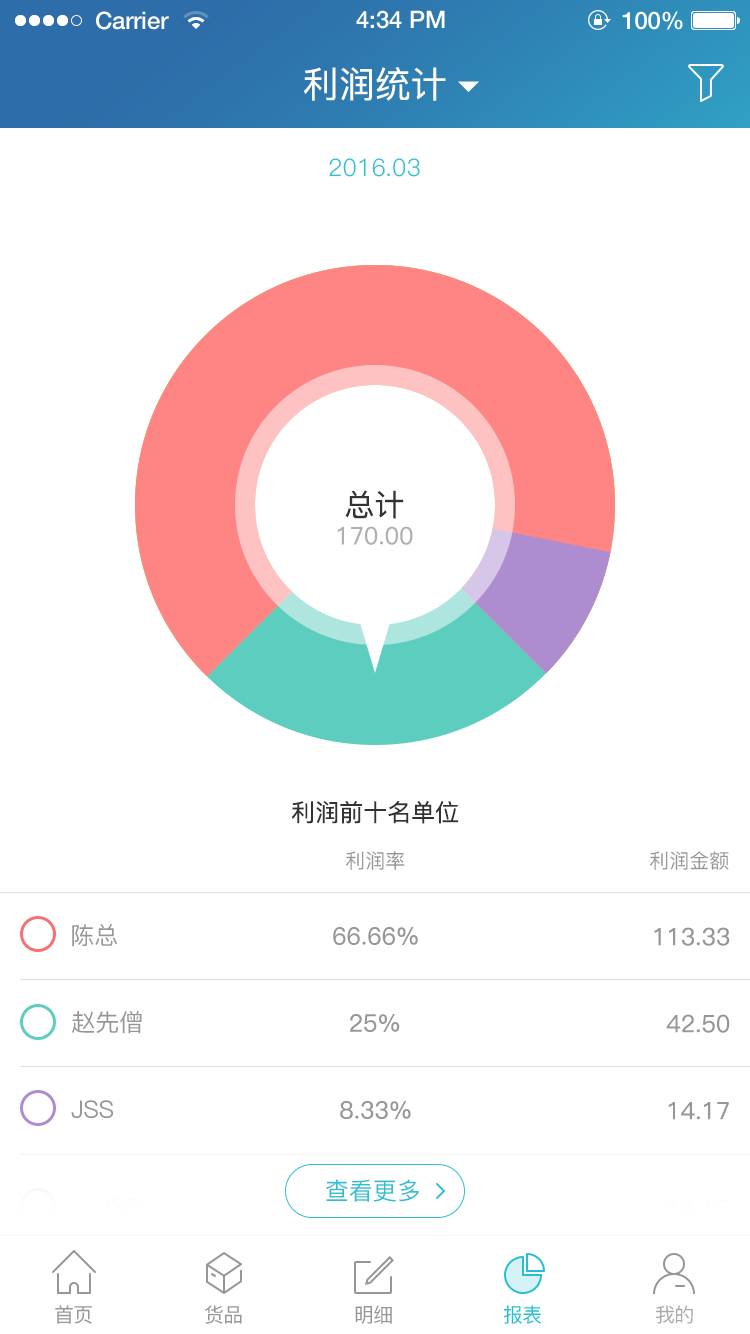 Carrier 4:34 PM 100%
利润统计
2016.03
总计
170.00
利润前十名单位
利润率 利润金额
陈总 66.66% 113.33
赵先僧 25% 42.50
JSS 8.33% 14.17
查看更多
首页 货品 明细 报表 我的